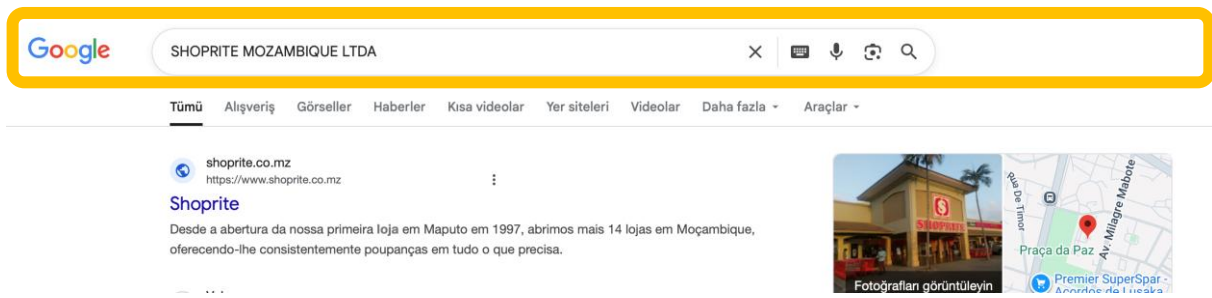 Google
SHOPRITE MOZAMBIQUE LTDA
Tümü Alışveriş Görseller Haberler Kısa videolar Yer siteleri Videolar Daha fazla Araçlar
shoprite.co.mz
https://www.shoprite.co.mz
Shoprite
Desde a abertura da nossa primeira loja em Maputo em 1997, abrimos mais 14 lojas em Moçambique,
oferecendo-lhe consistentemente poupanças em tudo o que precisa.
SHOPRITE
Fotoğrafları görüntüleyin
qua De Timor
Av. Milagre Mabote
Praça da Paz
Premier SuperSpar -
Acordos de Lusaka